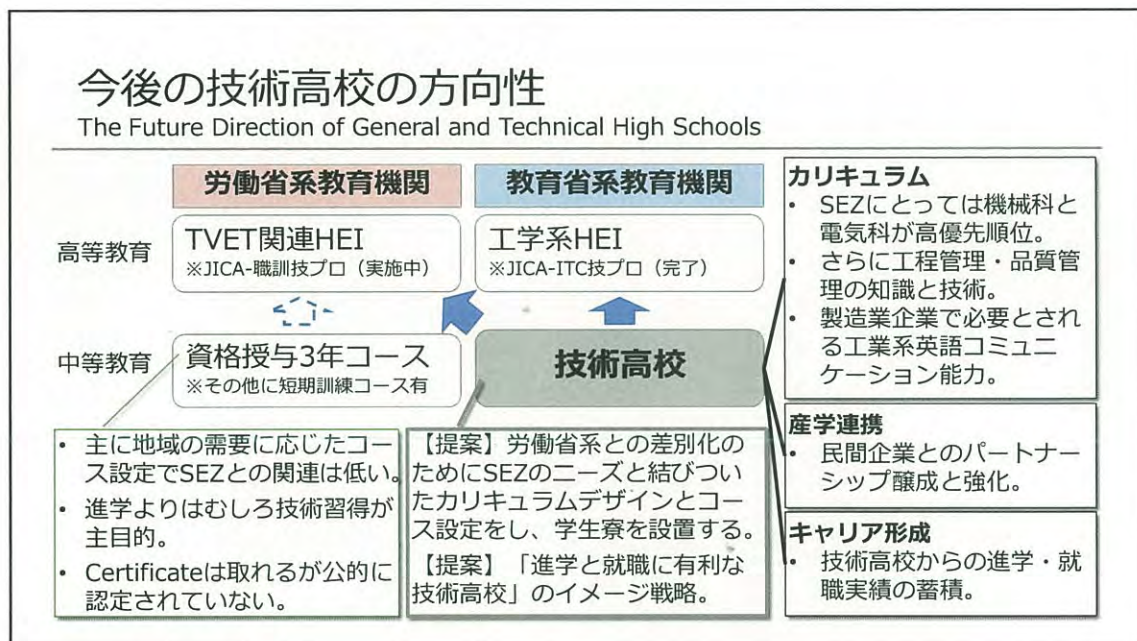 今後の技術高校の方向性
The Future Direction of General and Technical High Schools
労働省系教育機関
教育省系教育機関
高等教育
TVET関連HEI
※JICA-職訓技プロ（実施中）
工学系HEI
※JICA-ITC技プロ（完了）
中等教育
資格授与3年コース
※その他に短期訓練コース有
技術高校
• 主に地域の需要に応じたコー
ス設定でSEZとの関連は低い。
• 進学よりはむしろ技術習得が
主目的。
• Certificateは取れるが公的に
認定されていない。
【提案】労働省系との差別化の
ためにSEZのニーズと結びつい
たカリキュラムデザインとコー
ス設定をし、学生寮を設置する。
【提案】「進学と就職に有利な
技術高校」のイメージ戦略。
カリキュラム
• SEZにとっては機械科と
電気科が高優先順位。
• さらに工程管理・品質管
理の知識と技術。
• 製造業企業で必要とされ
る工業系英語コミュニ
ケーション能力。
産学連携
• 民間企業とのパートナー
シップ醸成と強化。
キャリア形成
• 技術高校からの進学・就
職実績の蓄積。